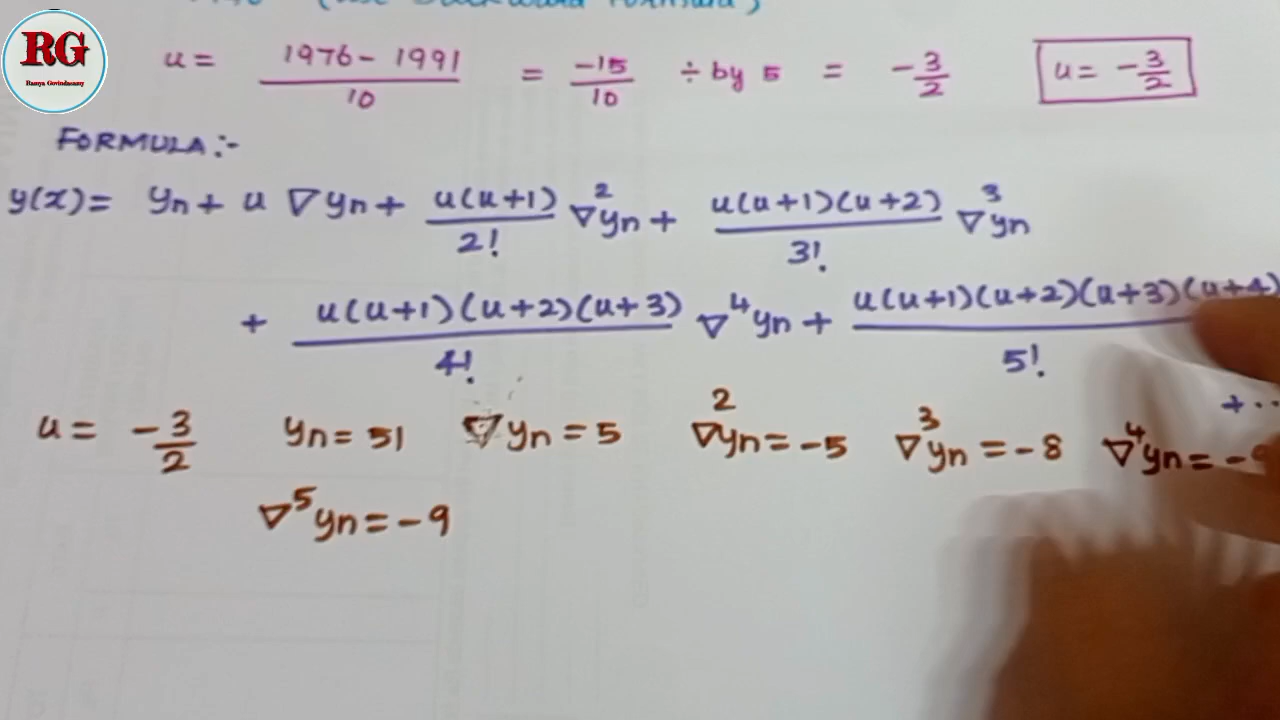 RG
Ramya Govindasamy
u = 1976 - 1991 / 10 = -15/10 ÷ by 5 = -3/2 u = -3/2
FORMULA :-
y(x) = yn + u ∇yn + u(u+1)/2! ∇²yn + u(u+1)(u+2)/3! ∇³yn
+ u(u+1)(u+2)(u+3)/4! ∇⁴yn + u(u+1)(u+2)(u+3)(u+4)/5!
+ ..
u = -3/2 yn = 51 ∇yn = 5 ∇²yn = -5 ∇³yn = -8 ∇⁴yn = -
∇⁵yn = -9